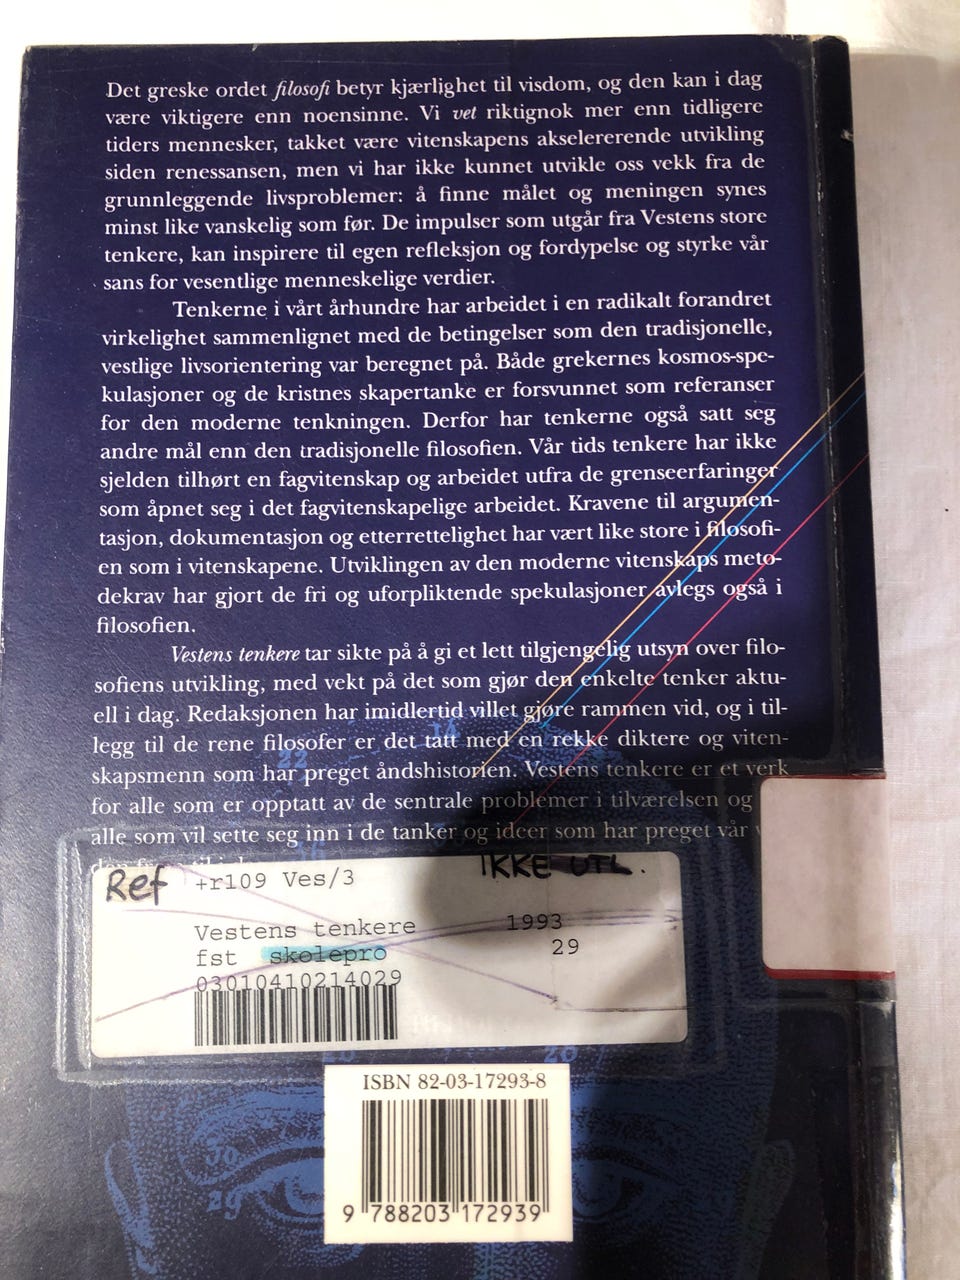 Det greske ordet filosofi betyr kjærlighet til visdom, og den kan i dag
være viktigere enn noensinne. Vi vet riktignok mer enn tidligere
tiders mennesker, takket være vitenskapens akselererende utvikling
siden renessansen, men vi har ikke kunnet utvikle oss vekk fra de
grunnleggende livsproblemer: å finne målet og meningen synes
minst like vanskelig som før. De impulser som utgår fra Vestens store
tenkere, kan inspirere til egen refleksjon og fordypelse og styrke vår
sans for vesentlige menneskelige verdier.
Tenkerne i vårt århundre har arbeidet i en radikalt forandret
virkelighet sammenlignet med de betingelser som den tradisjonelle,
vestlige livsorientering var beregnet på. Både grekernes kosmos-spe-
kulasjoner og de kristnes skapertanke er forsvunnet som referanser
for den moderne tenkningen. Derfor har tenkerne også satt seg
andre mål enn den tradisjonelle filosofien. Vår tids tenkere har ikke
sjelden tilhørt en fagvitenskap og arbeidet utfra de grenseerfaringer
som åpnet seg i det fagvitenskapelige arbeidet. Kravene til argumen-
tasjon, dokumentasjon og etterrettelighet har vært like store i filosofi-
en som i vitenskapene. Utviklingen av den moderne vitenskaps meto-
dekrav har gjort de fri og uforpliktende spekulasjoner avlegs også i
filosofien.
Vestens tenkere tar sikte på å gi et lett tilgjengelig utsyn over filo-
sofiens utvikling, med vekt på det som gjør den enkelte tenker aktu-
ell i dag. Redaksjonen har imidlertid villet gjøre rammen vid, og i til-
legg til de rene filosofer er det tatt med en rekke diktere og viten-
skapsmenn som har preget åndshistorien. Vestens tenkere er et verk
for alle som er opptatt av de sentrale problemer i tilværelsen og
alle som vil sette seg inn i de tanker og ideer som har preget vår
Ref +r109 Ves/3 IKKE UTL.
Vestens tenkere 1993
fst skolepro 29
03010410214029
ISBN 82-03-17293-8
9 788203 172939